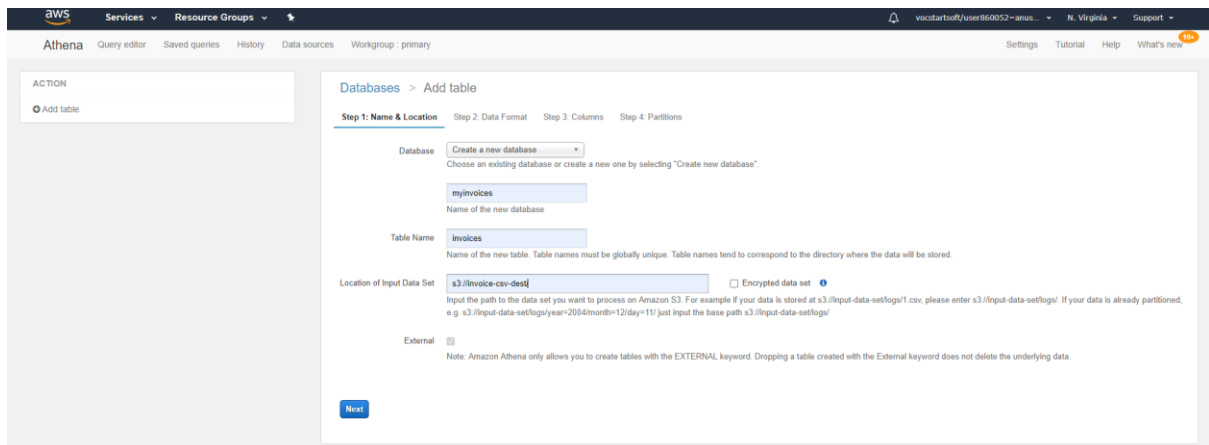 aws Services Resource Groups vocstartsoft/user860052=anus... N. Virginia Support
Athena Query editor Saved queries History Data sources Workgroup : primary Settings Tutorial Help What's new 10+
ACTION
Add table
Databases > Add table
Step 1: Name & Location Step 2: Data Format Step 3: Columns Step 4: Partitions
Database Create a new database
Choose an existing database or create a new one by selecting "Create new database".
myinvoices
Name of the new database
Table Name invoices
Name of the new table. Table names must be globally unique. Table names tend to correspond to the directory where the data will be stored.
Location of Input Data Set s3://invoice-csv-dest/ Encrypted data set
Input the path to the data set you want to process on Amazon S3. For example if your data is stored at s3://input-data-set/logs/1.csv, please enter s3://input-data-set/logs/. If your data is already partitioned,
e.g. s3://input-data-set/logs/year=2004/month=12/day=11/ just input the base path s3://input-data-set/logs/
External
Note: Amazon Athena only allows you to create tables with the EXTERNAL keyword. Dropping a table created with the External keyword does not delete the underlying data.
Next